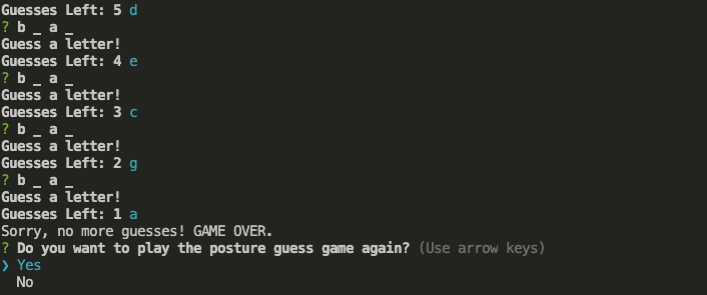 Guesses Left: 5 d
? b _ a _
Guess a letter!
Guesses Left: 4 e
? b _ a _
Guess a letter!
Guesses Left: 3 c
? b _ a _
Guess a letter!
Guesses Left: 2 g
? b _ a _
Guess a letter!
Guesses Left: 1 a
Sorry, no more guesses! GAME OVER.
? Do you want to play the posture guess game again? (Use arrow keys)
❯ Yes
No